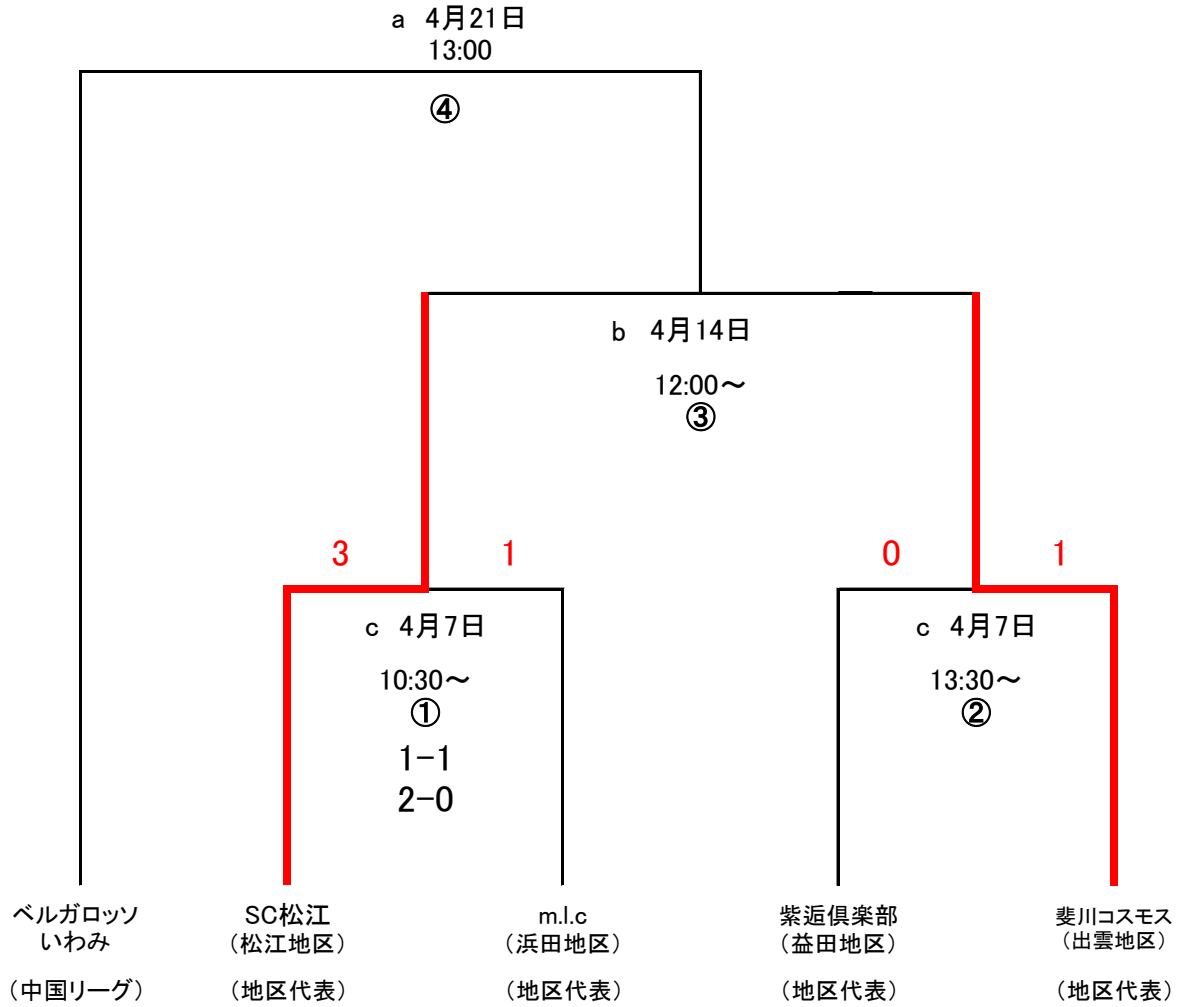 a 4月21日
13:00
④
b 4月14日
12:00～
③
3 1 0 1
c 4月7日
10:30～
①
1-1
2-0
c 4月7日
13:30～
②
ベルガロッソ
いわみ
（中国リーグ）
SC松江
（松江地区）
（地区代表）
m.l.c
（浜田地区）
（地区代表）
紫逅倶楽部
（益田地区）
（地区代表）
斐川コスモス
（出雲地区）
（地区代表）